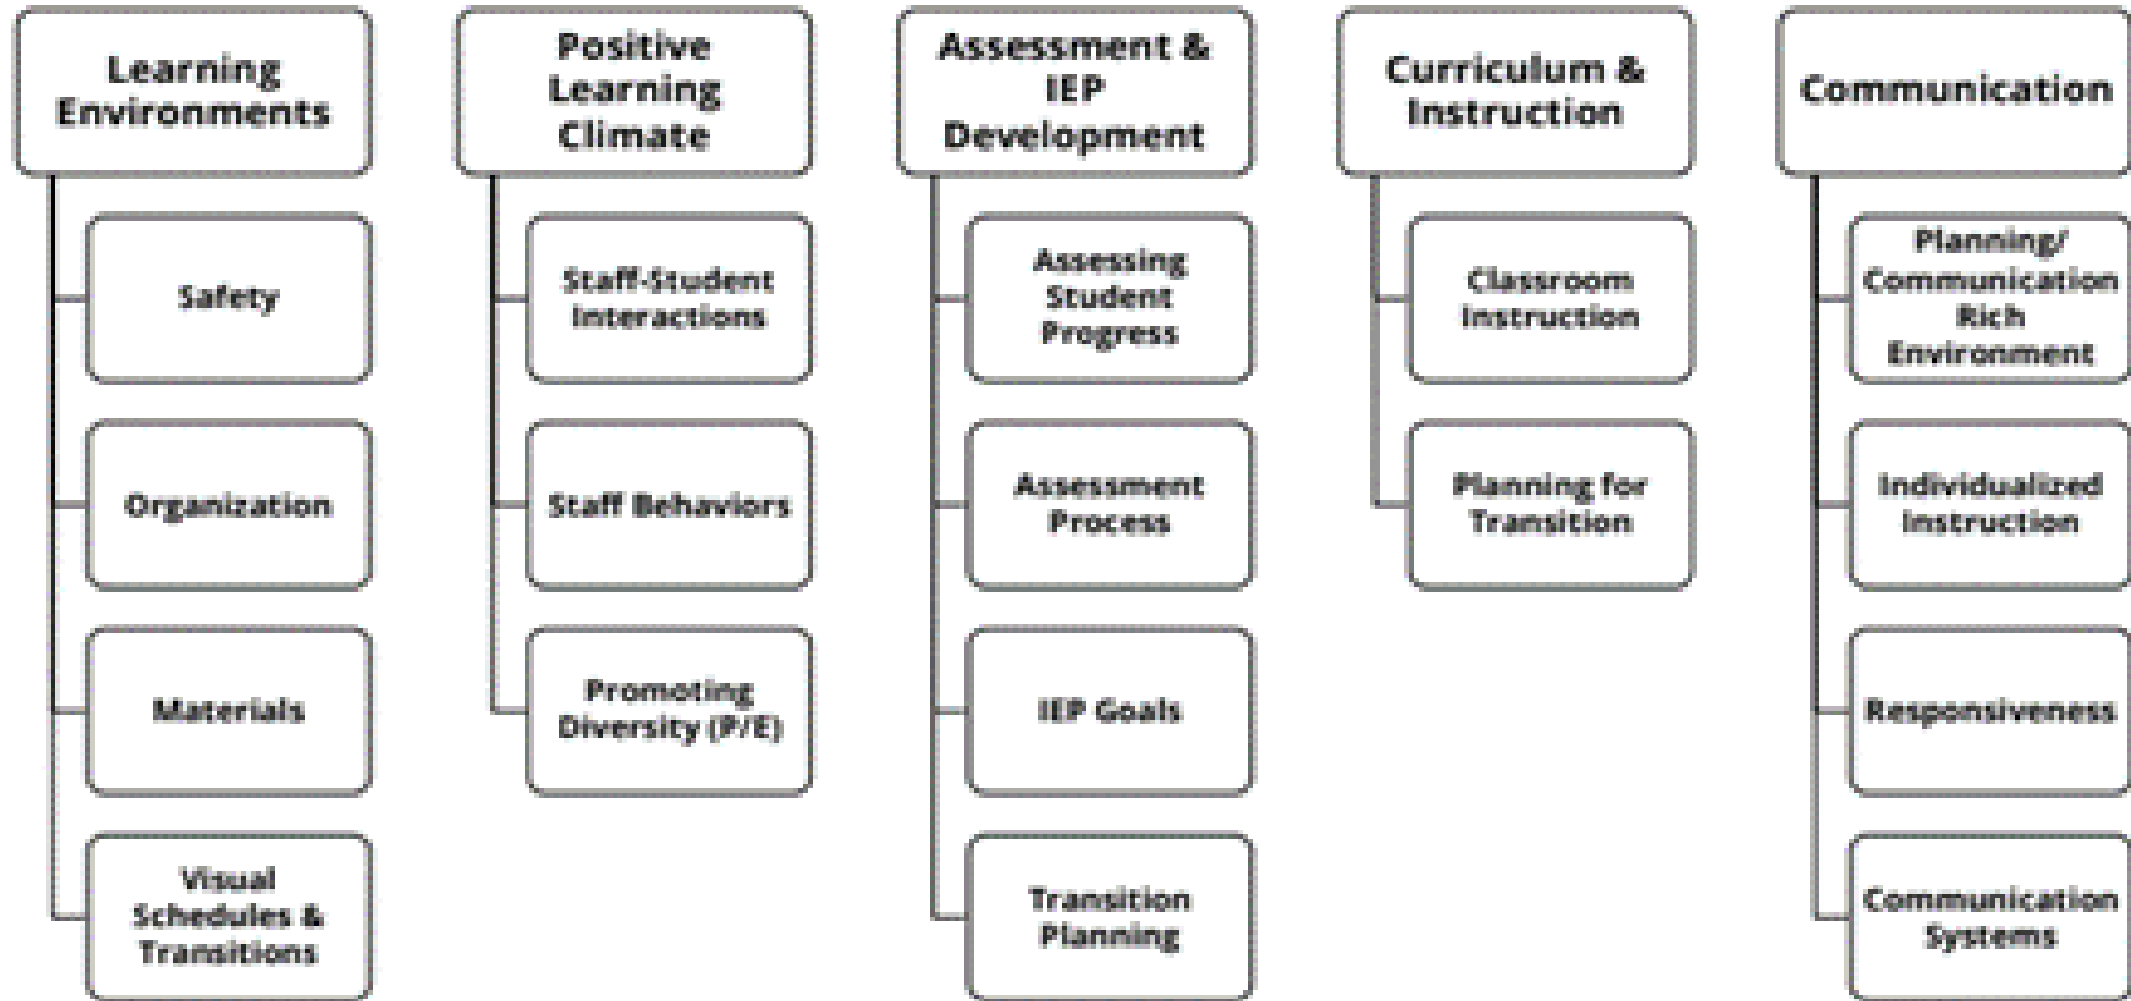 Learning
Environments
Safety
Organization
Materials
Visual
Schedules &
Transitions
Positive
Learning
Climate
Staff-Student
Interactions
Staff Behaviors
Promoting
Diversity (P/E)
Assessment &
IEP
Development
Assessing
Student
Progress
Assessment
Process
IEP Goals
Transition
Planning
Curriculum &
Instruction
Classroom
Instruction
Planning for
Transition
Communication
Planning/
Communication
Rich
Environment
Individualized
Instruction
Responsiveness
Communication
Systems